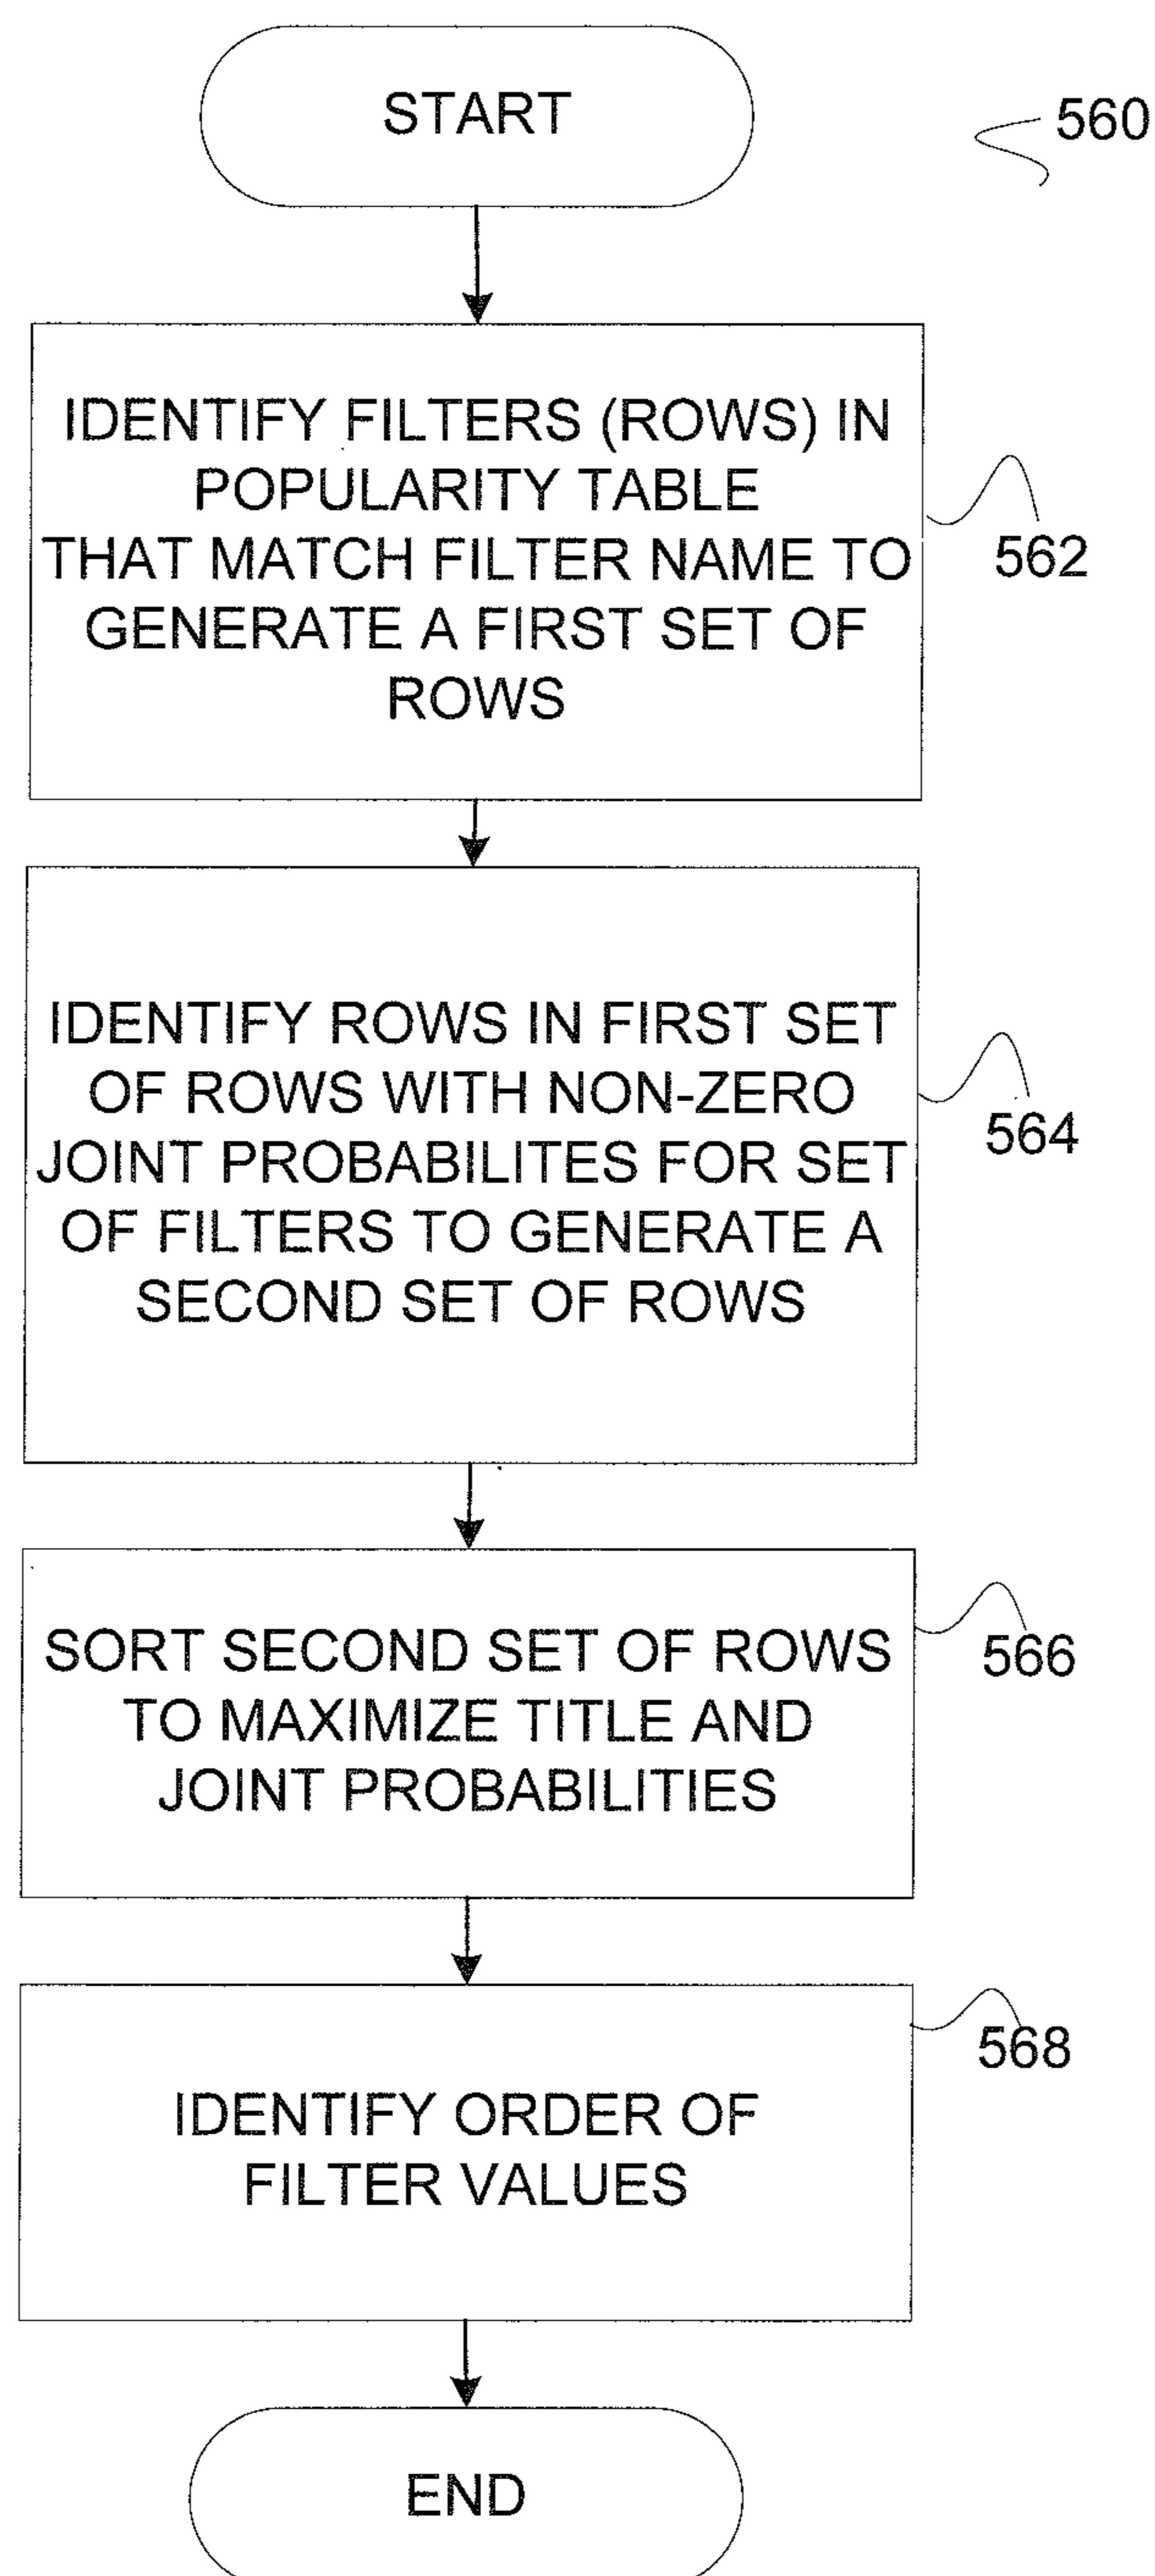 START
560
IDENTIFY FILTERS (ROWS) IN
POPULARITY TABLE
THAT MATCH FILTER NAME TO
GENERATE A FIRST SET OF
ROWS
562
IDENTIFY ROWS IN FIRST SET
OF ROWS WITH NON-ZERO
JOINT PROBABILITES FOR SET
OF FILTERS TO GENERATE A
SECOND SET OF ROWS
564
SORT SECOND SET OF ROWS
TO MAXIMIZE TITLE AND
JOINT PROBABILITIES
566
IDENTIFY ORDER OF
FILTER VALUES
568
END